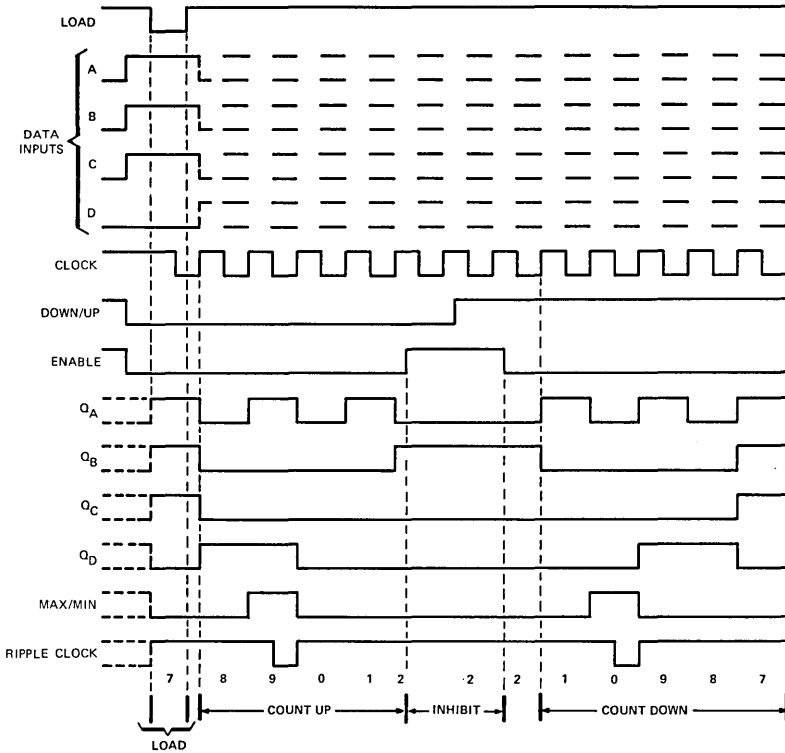 LOAD
A
B
DATA
INPUTS
C
D
CLOCK
DOWN/UP
ENABLE
QA
QB
QC
QD
MAX/MIN
RIPPLE CLOCK
7 8 9 0 1 2 2 2 1 0 9 8 7
COUNT UP INHIBIT COUNT DOWN
LOAD